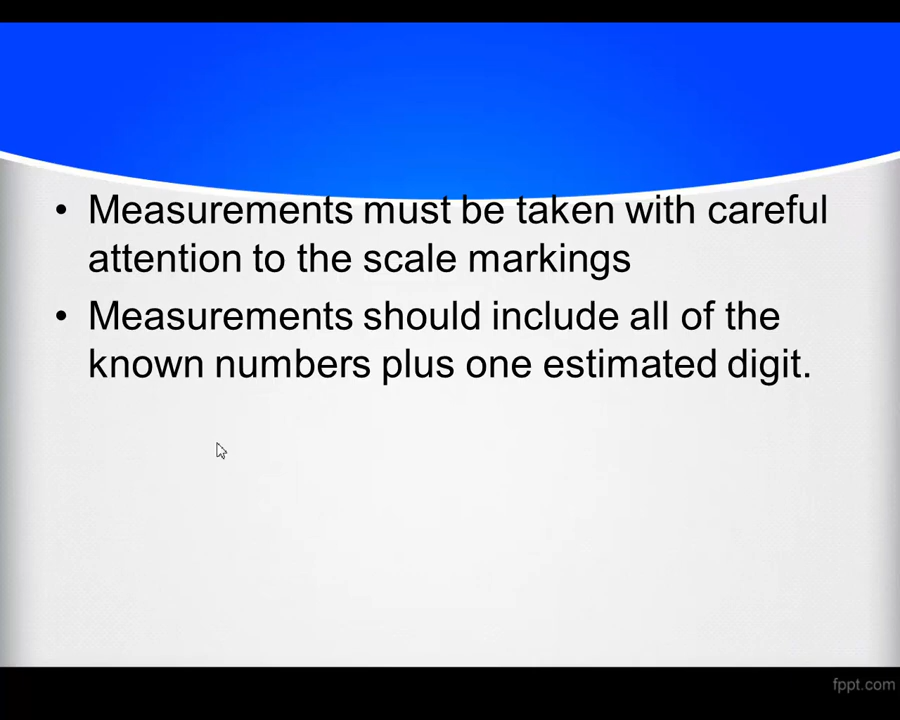 • Measurements must be taken with careful
attention to the scale markings
• Measurements should include all of the
known numbers plus one estimated digit.
fppt.com